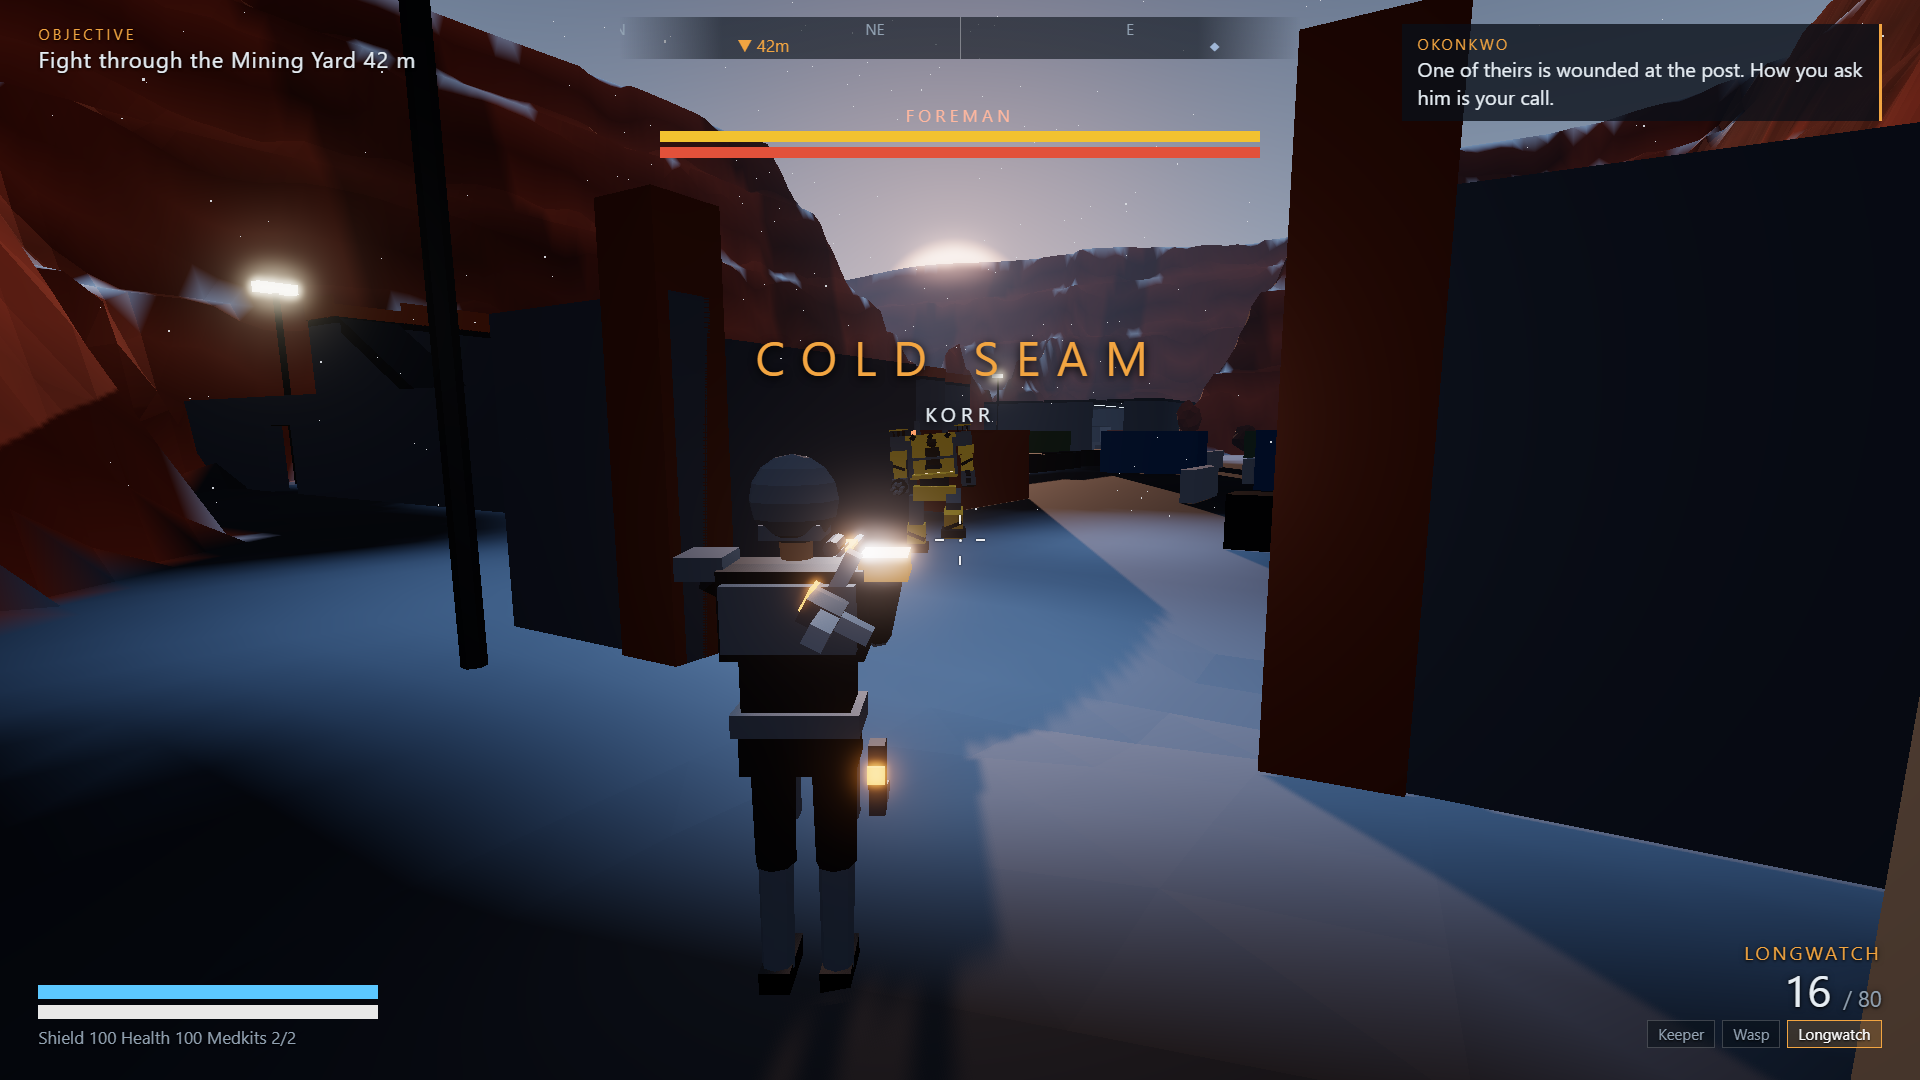 OBJECTIVE
Fight through the Mining Yard 42 m
N NE E
42m
OKONKWO
One of theirs is wounded at the post. How you ask
him is your call.
FOREMAN
COLD SEAM
KORR
Shield 100 Health 100 Medkits 2/2
LONGWATCH
16 / 80
Keeper Wasp Longwatch